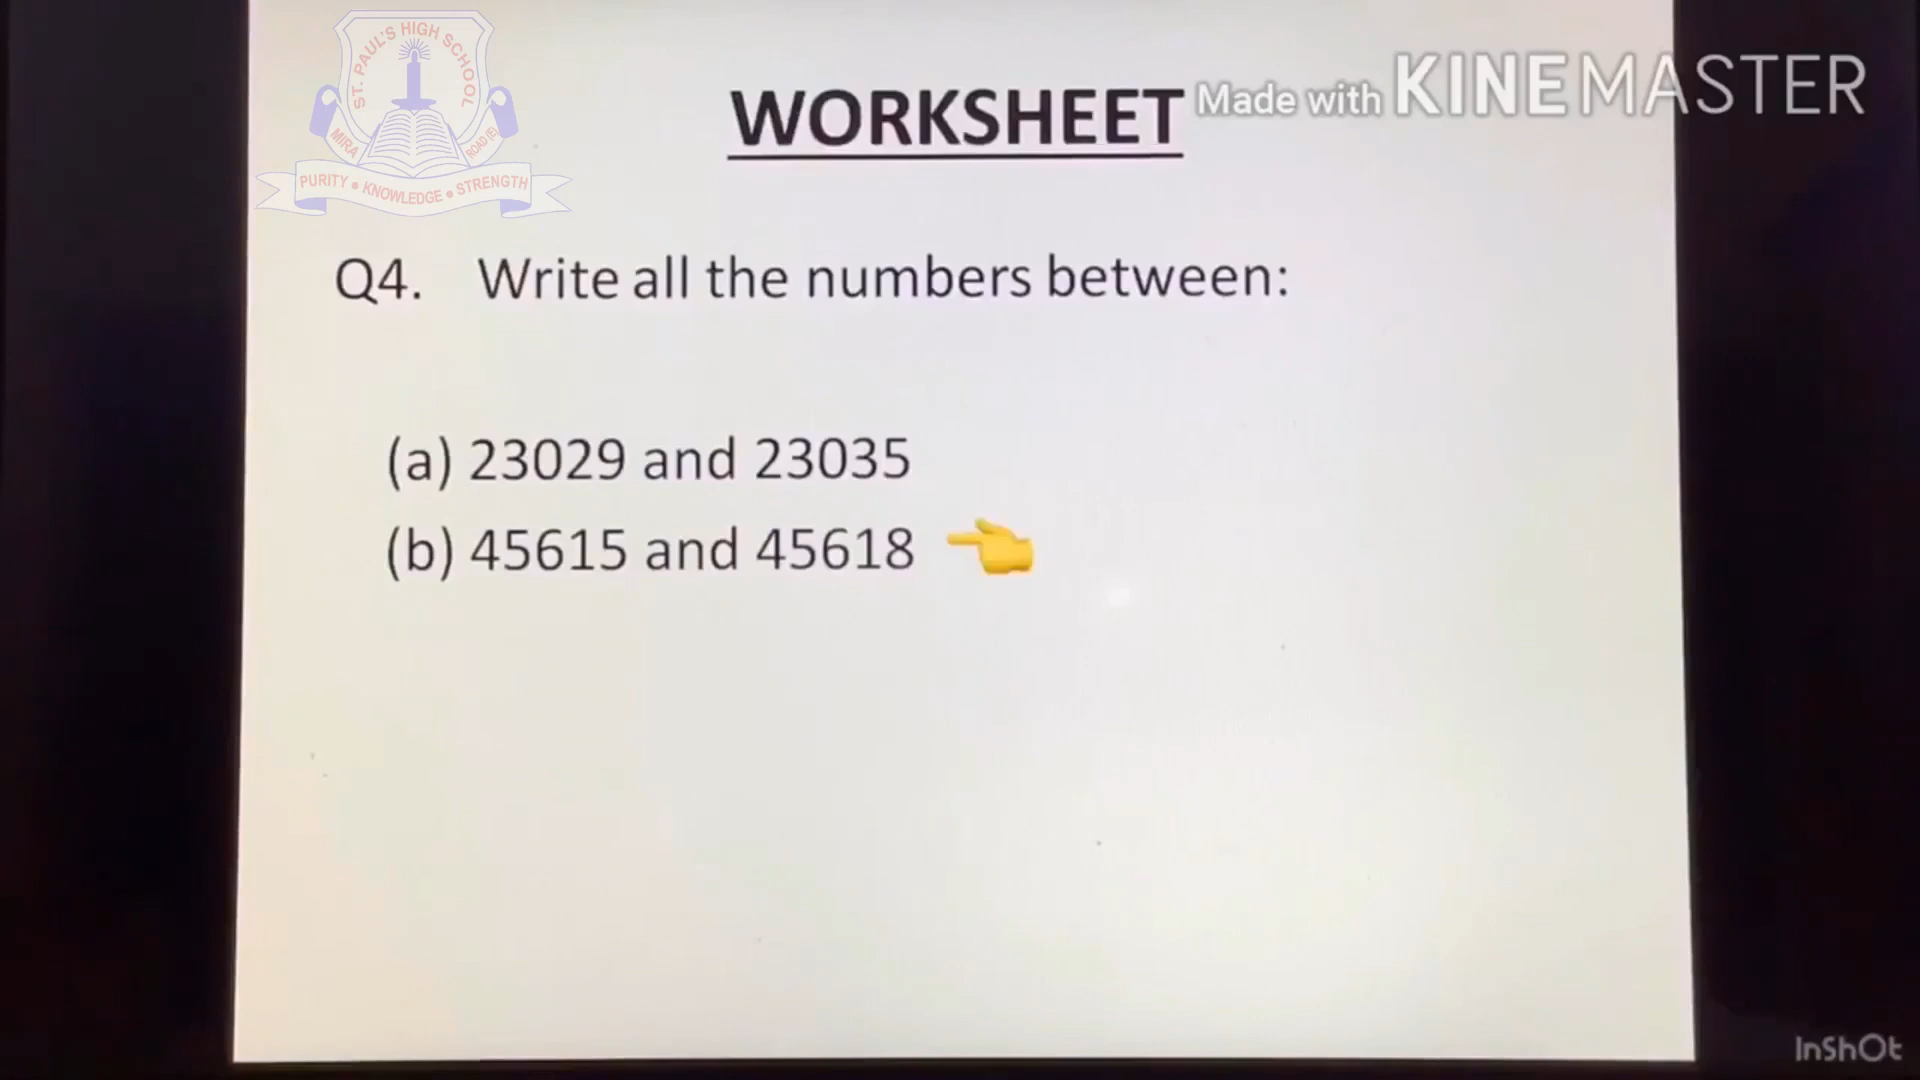 ST. PAUL'S HIGH SCHOOL
MIRA ROAD (E)
PURITY • KNOWLEDGE • STRENGTH
WORKSHEET
Made with KINEMASTER
Q4. Write all the numbers between:
(a) 23029 and 23035
(b) 45615 and 45618
InShOt